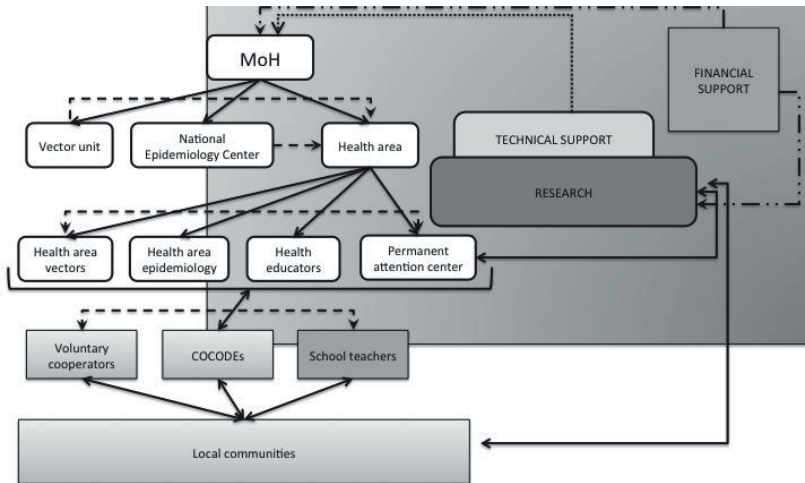 MoH
FINANCIAL
SUPPORT
Vector unit
National
Epidemiology Center
Health area
TECHNICAL SUPPORT
RESEARCH
Health area
vectors
Health area
epidemiology
Health
educators
Permanent
attention center
Voluntary
cooperators
COCODEs
School teachers
Local communities